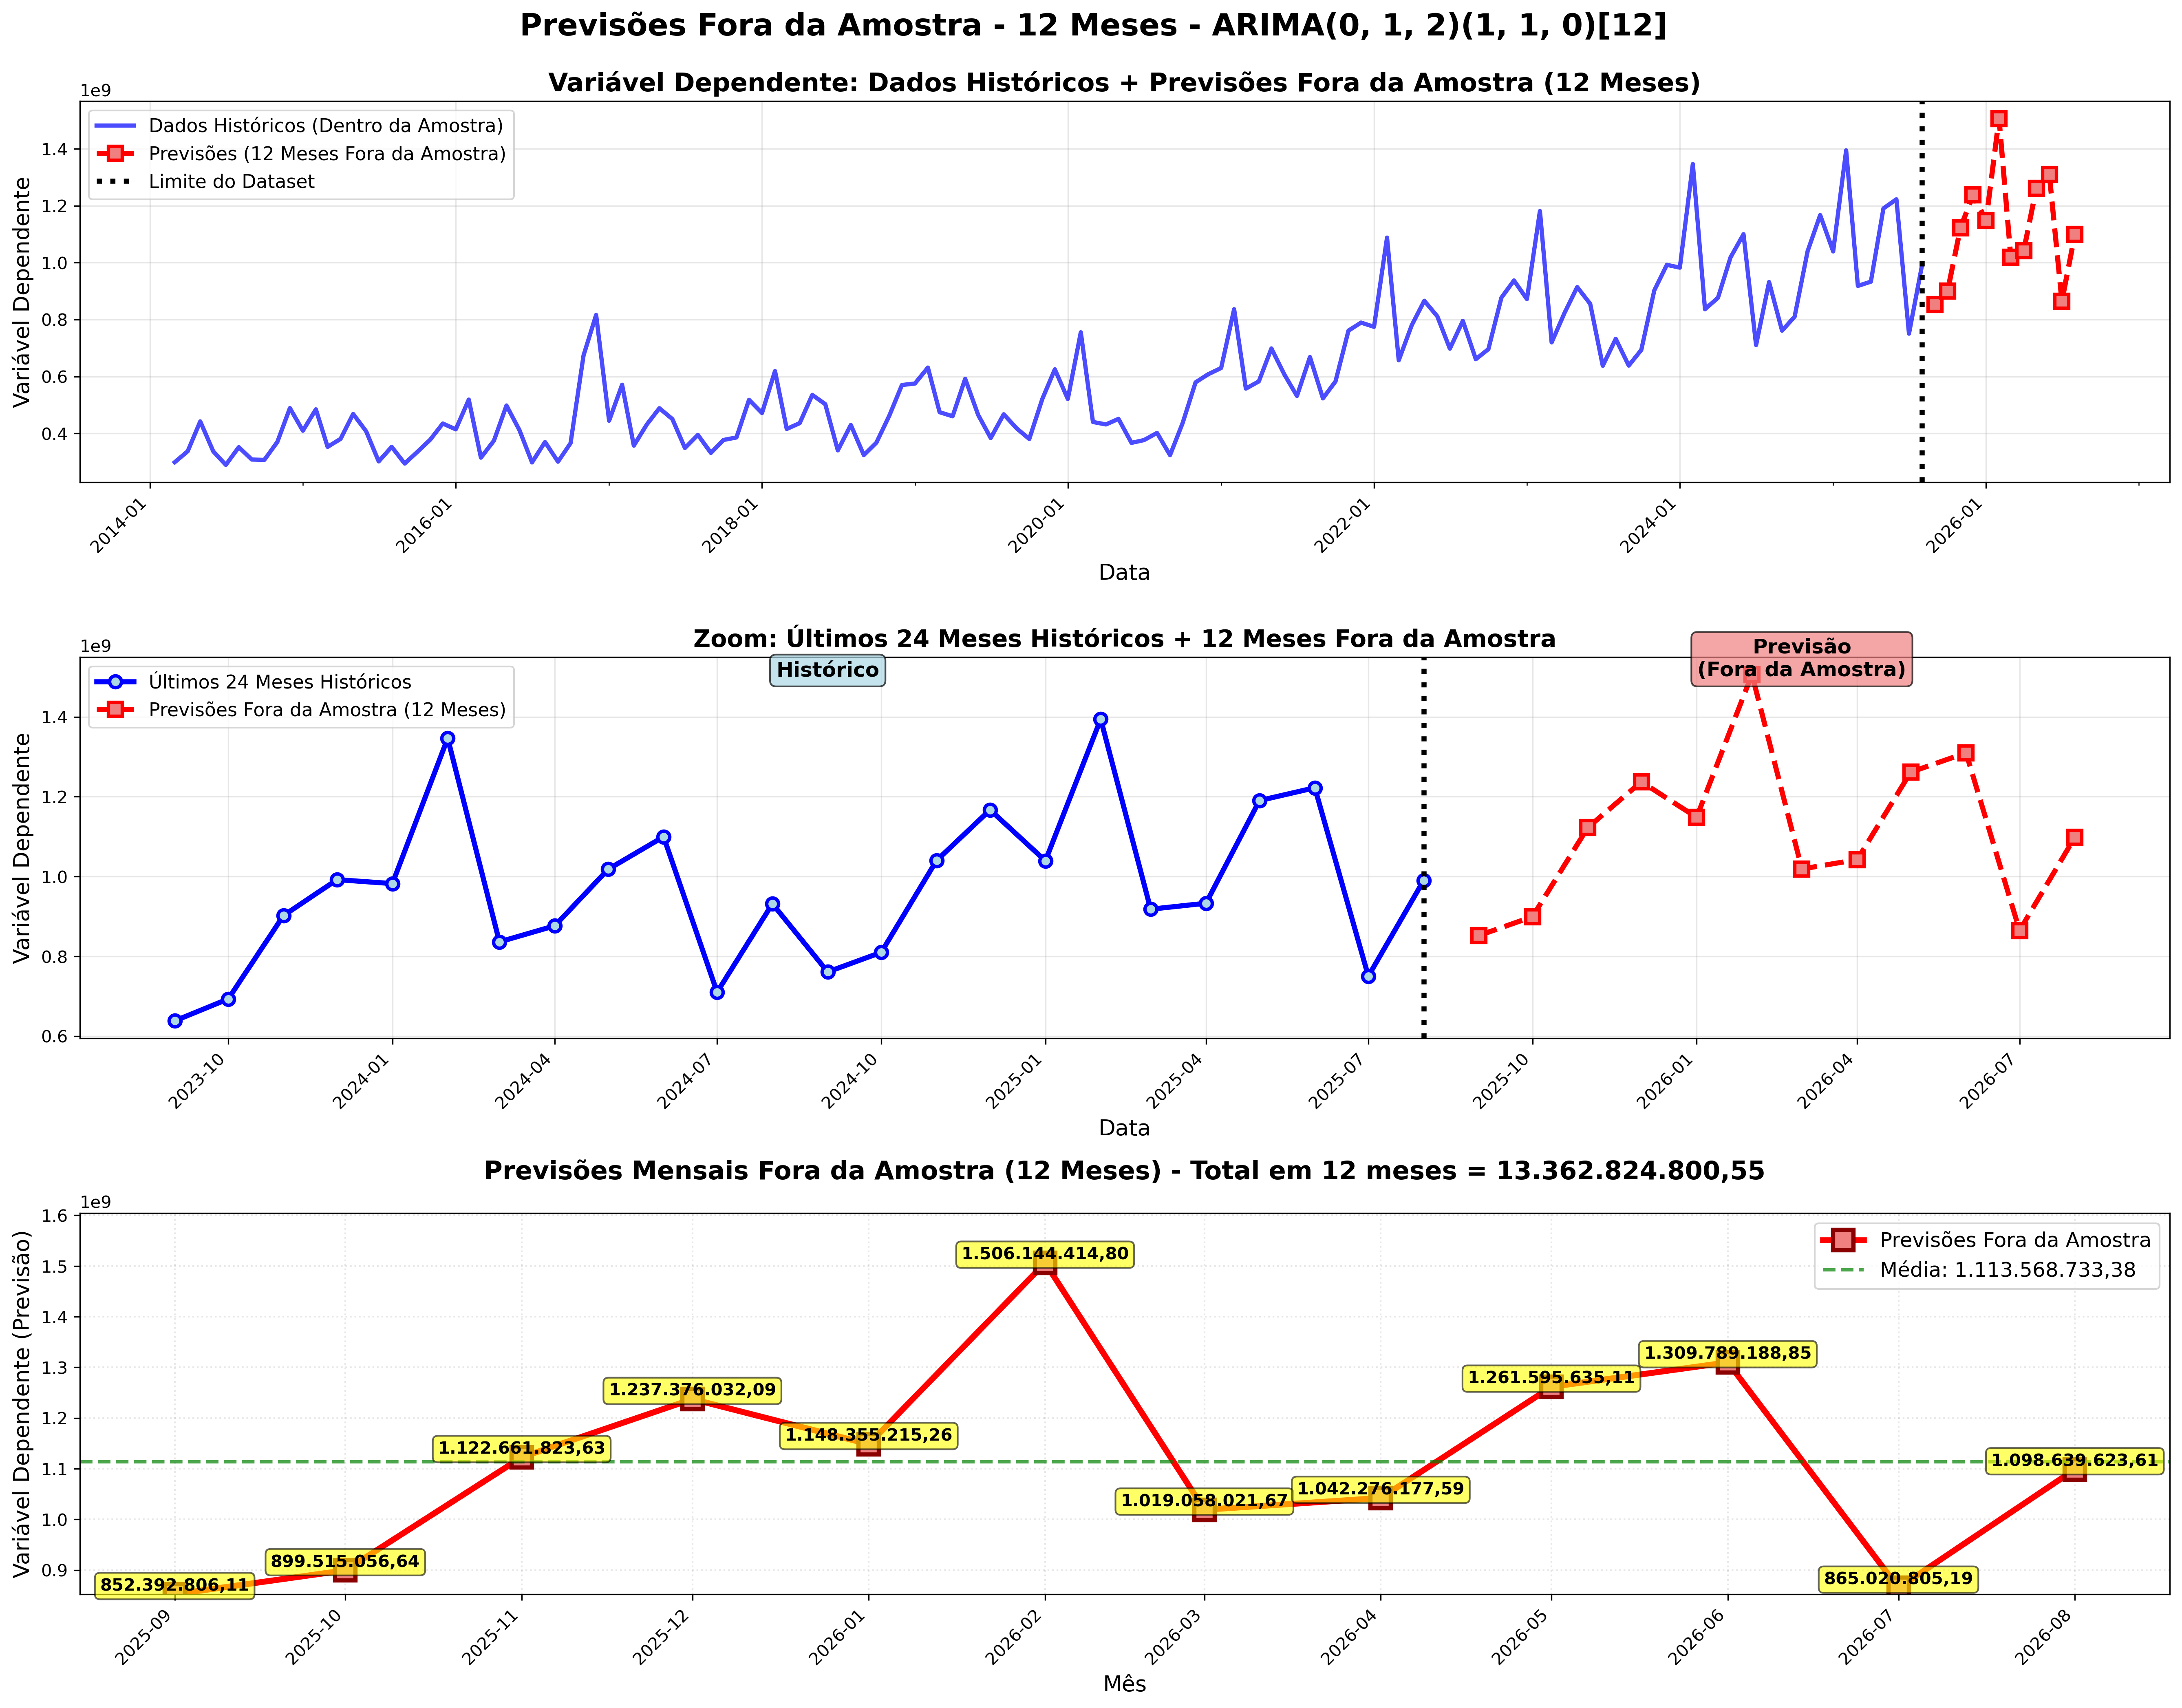 Previsões Fora da Amostra - 12 Meses - ARIMA(0, 1, 2)(1, 1, 0)[12]
Variável Dependente: Dados Históricos + Previsões Fora da Amostra (12 Meses)
1e9
Dados Históricos (Dentro da Amostra)
Previsões (12 Meses Fora da Amostra)
Limite do Dataset
Variável Dependente
1.4
1.2
1.0
0.8
0.6
0.4
2014-01
2016-01
2018-01
2020-01
2022-01
2024-01
2026-01
Data
Zoom: Últimos 24 Meses Históricos + 12 Meses Fora da Amostra
1e9
Últimos 24 Meses Históricos
Previsões Fora da Amostra (12 Meses)
Histórico
Previsão
(Fora da Amostra)
Variável Dependente
1.4
1.2
1.0
0.8
0.6
2023-10
2024-01
2024-04
2024-07
2024-10
2025-01
2025-04
2025-07
2025-10
2026-01
2026-04
2026-07
Data
Previsões Mensais Fora da Amostra (12 Meses) - Total em 12 meses = 13.362.824.800,55
1e9
Previsões Fora da Amostra
Média: 1.113.568.733,38
Variável Dependente (Previsão)
1.6
1.5
1.4
1.3
1.2
1.1
1.0
0.9
852.392.806,11
899.515.056,64
1.122.661.823,63
1.237.376.032,09
1.148.355.215,26
1.506.144.414,80
1.019.058.021,67
1.042.276.177,59
1.261.595.635,11
1.309.789.188,85
865.020.805,19
1.098.639.623,61
2025-09
2025-10
2025-11
2025-12
2026-01
2026-02
2026-03
2026-04
2026-05
2026-06
2026-07
2026-08
Mês